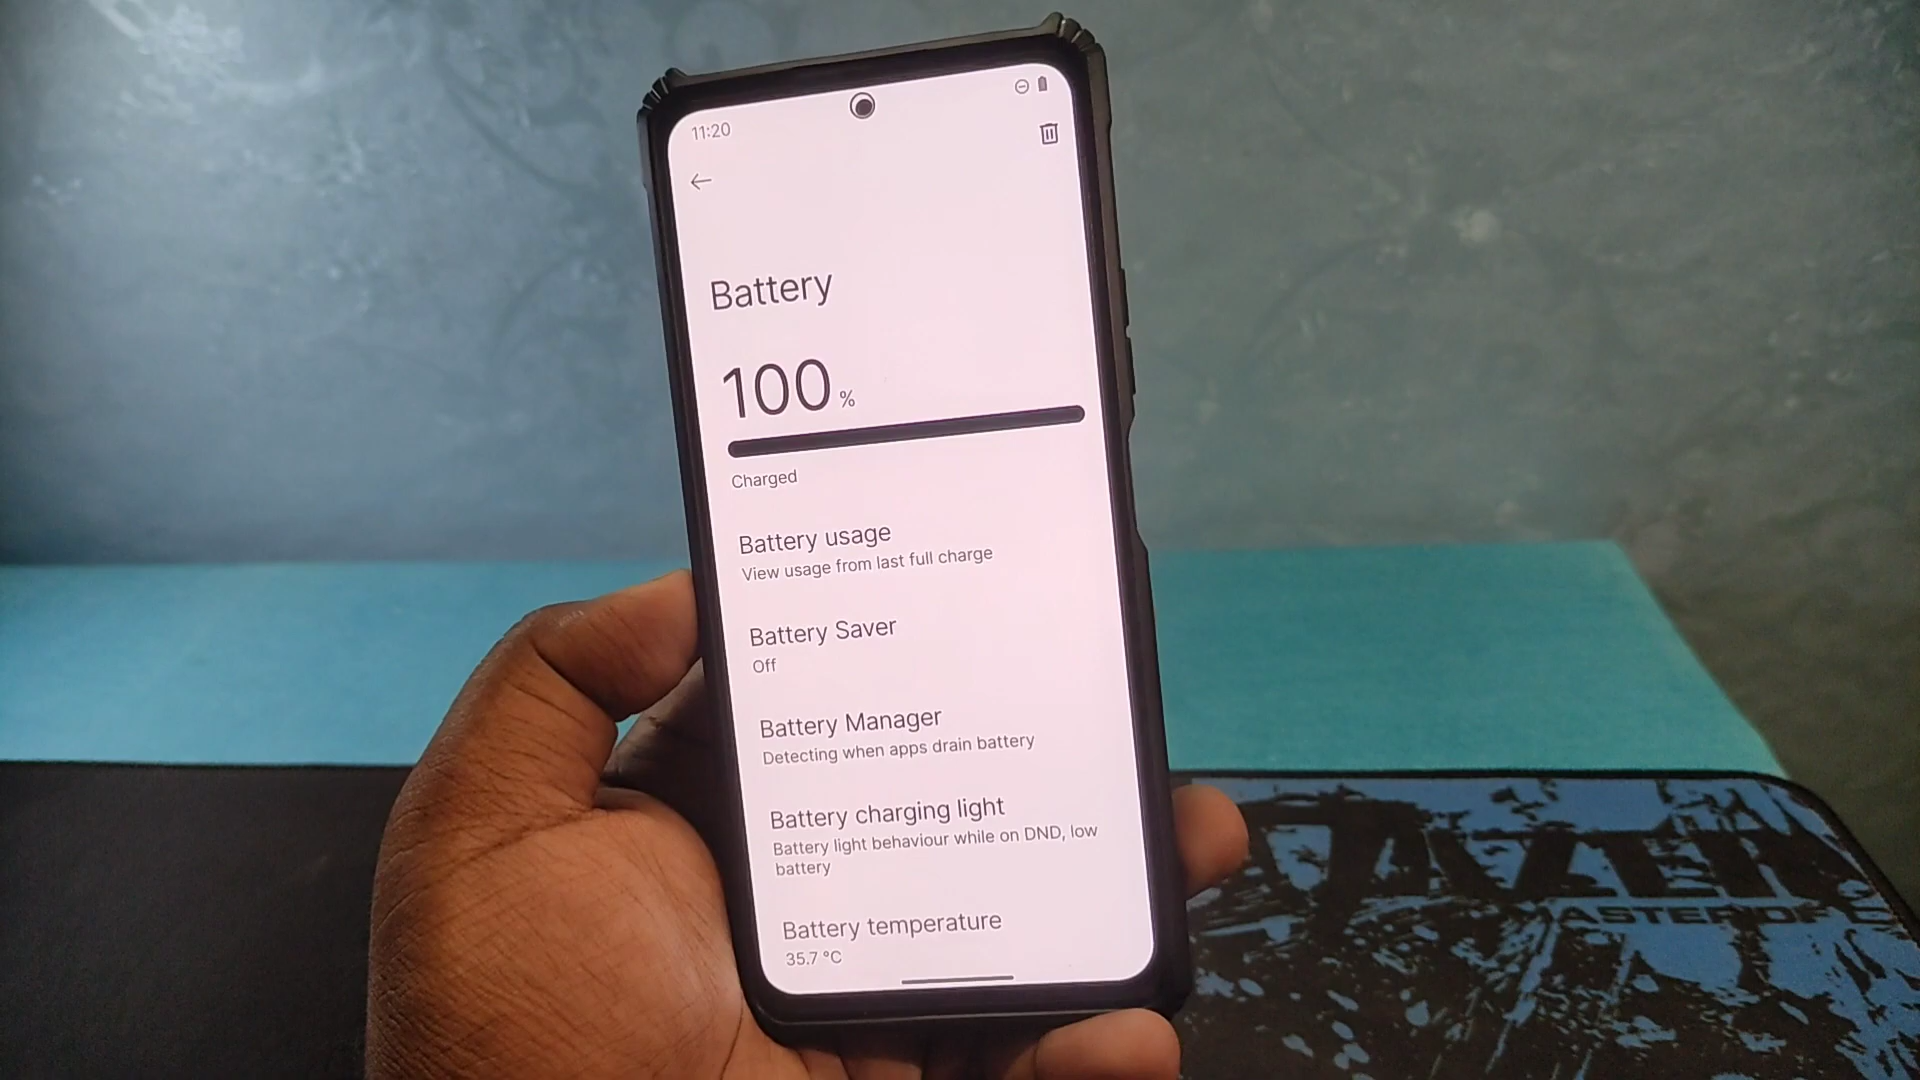 11:20
Battery
100 %
Charged
Battery usage
View usage from last full charge
Battery Saver
Off
Battery Manager
Detecting when apps drain battery
Battery charging light
Battery light behaviour while on DND, low
battery
Battery temperature
35.7 °C
MASTER OF